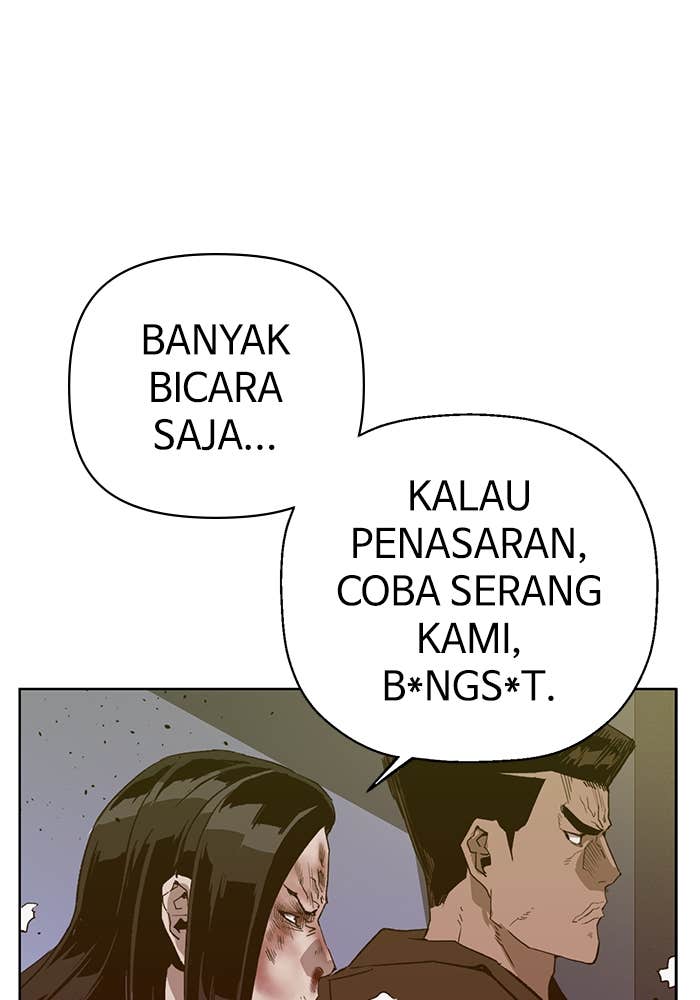 BANYAK
BICARA
SAJA...
KALAU
PENASARAN,
COBA SERANG
KAMI,
B*NGS*T.